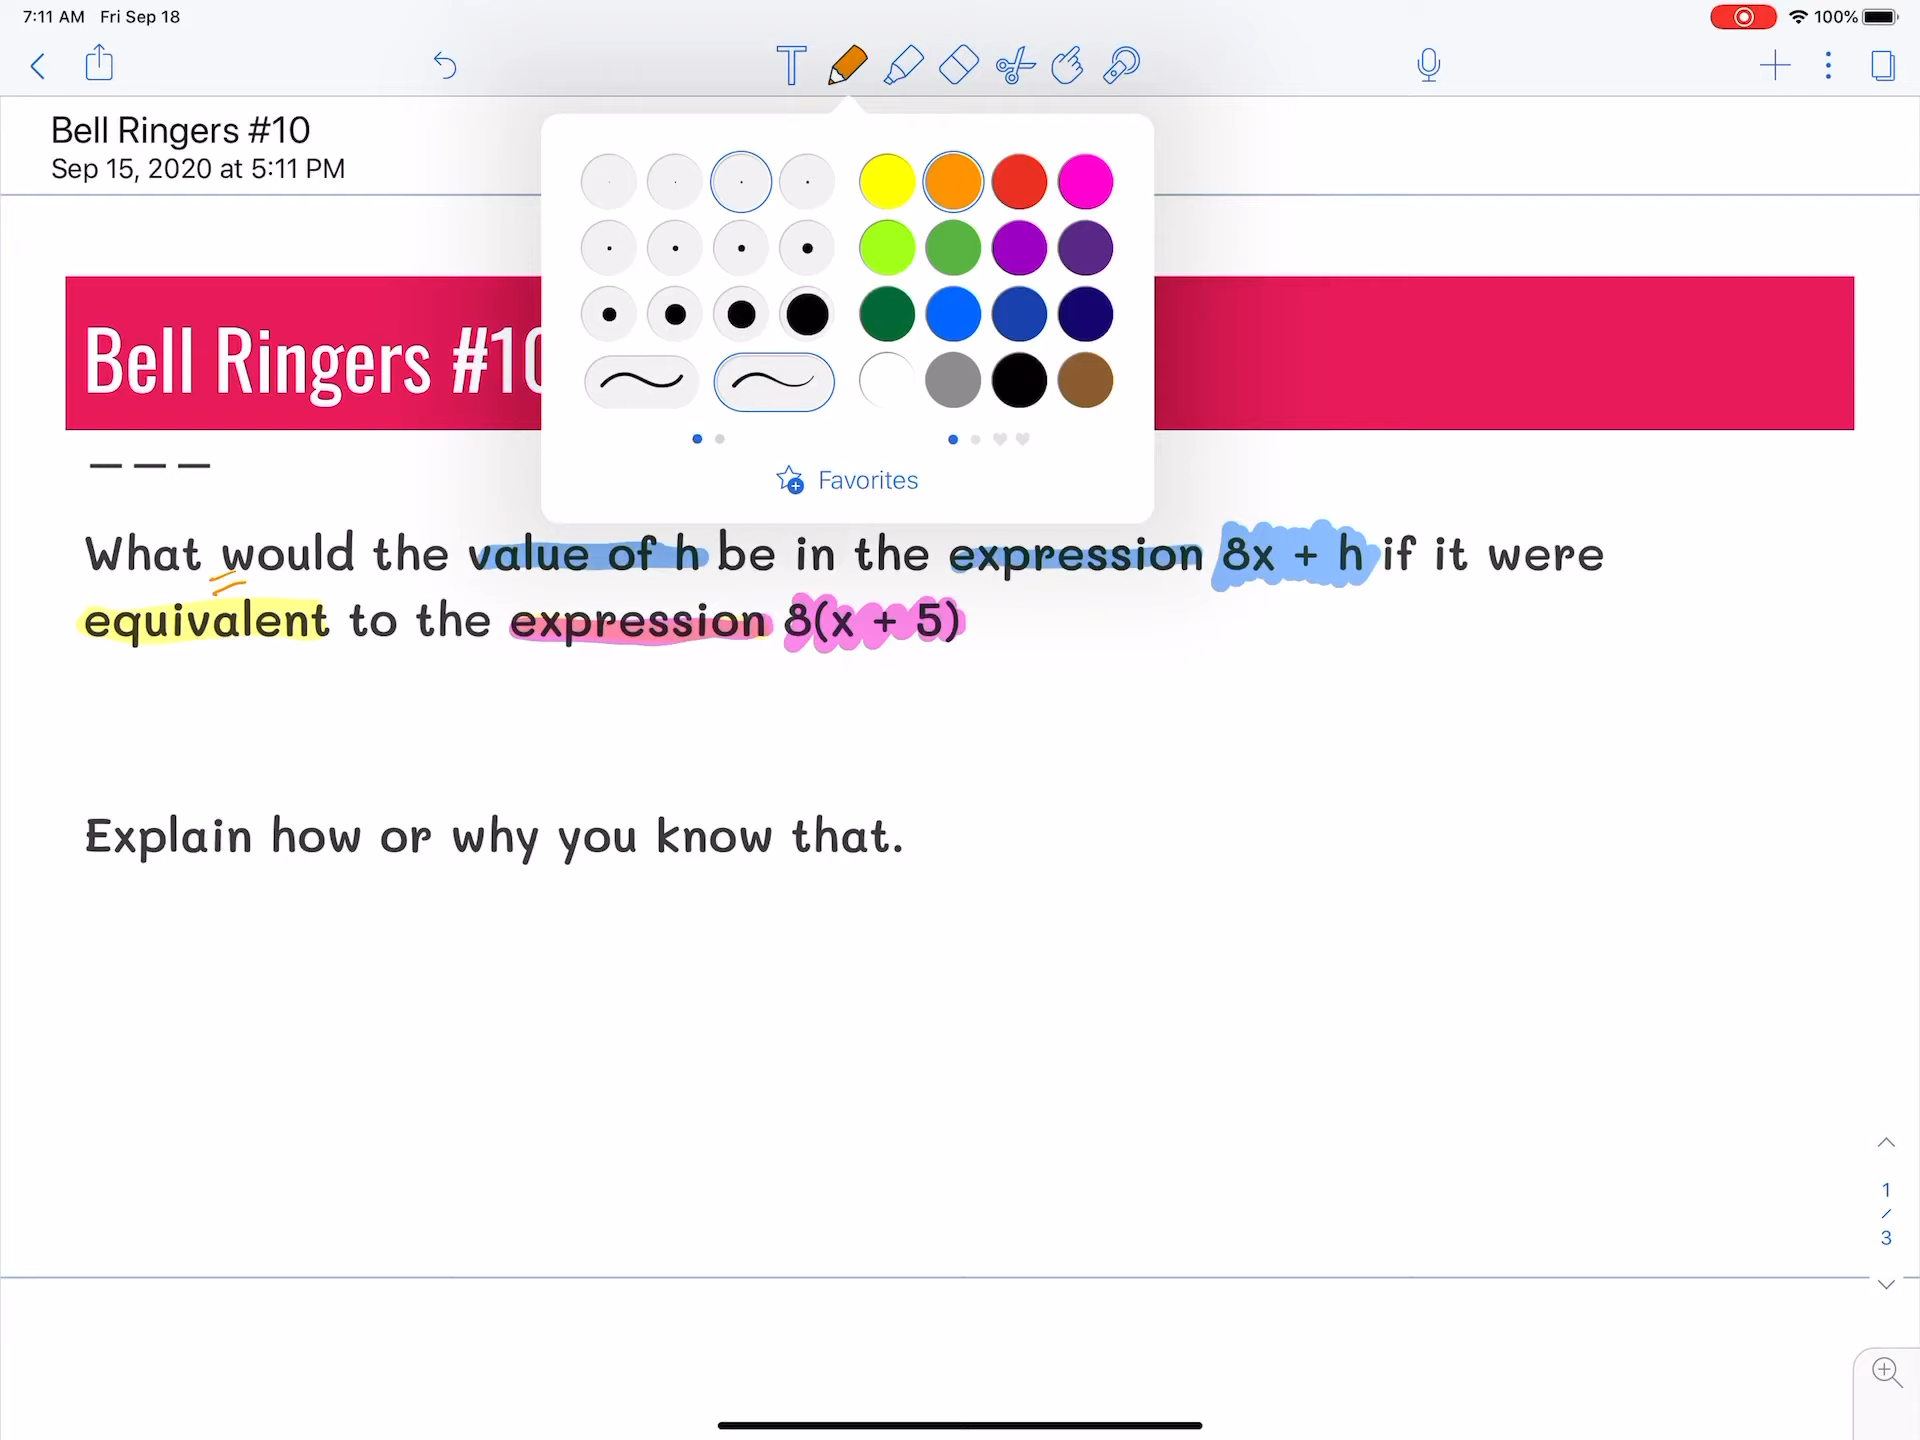 7:11 AM Fri Sep 18
100%
T
Bell Ringers #10
Sep 15, 2020 at 5:11 PM
Bell Ringers #10
Favorites
What would the value of h be in the expression 8x + h if it were
equivalent to the expression 8(x + 5)
Explain how or why you know that.
1
/
3